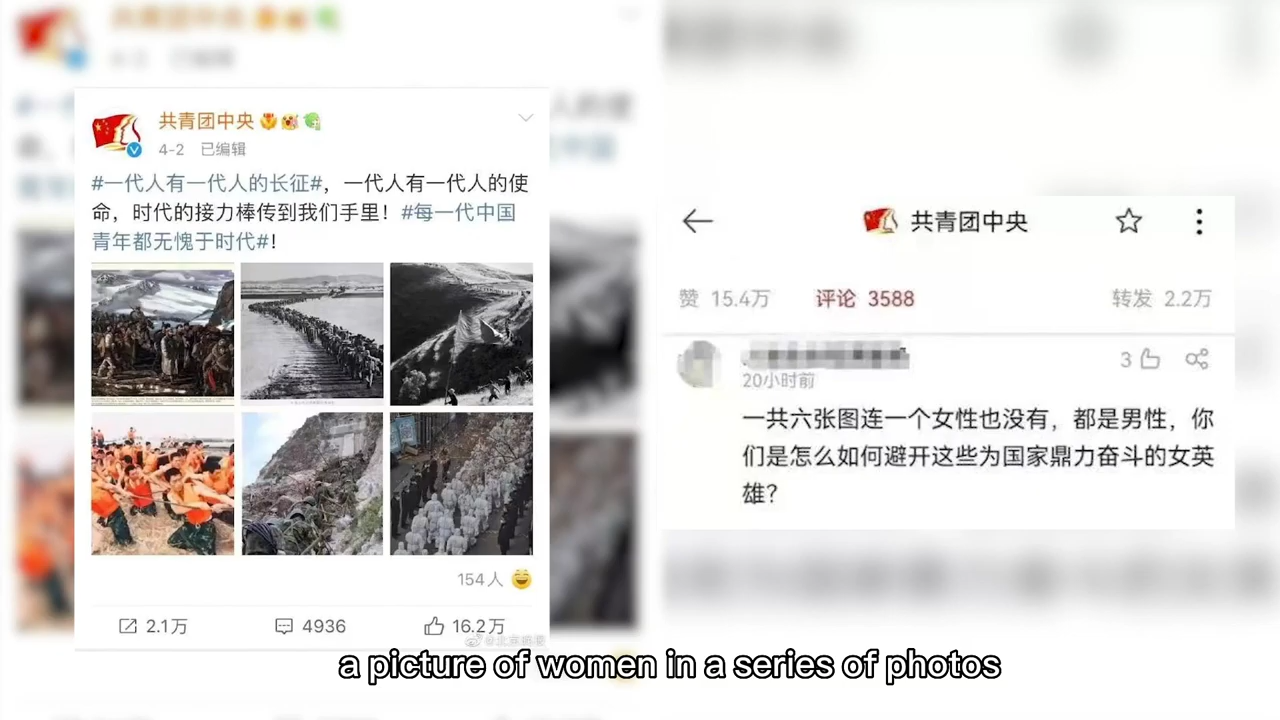 共青团中央
4-2 已编辑
#一代人有一代人的长征#，一代人有一代人的使
命，时代的接力棒传到我们手里！#每一代中国
青年都无愧于时代#！
154人
2.1万 4936 16.2万
共青团中央
赞 15.4万 评论 3588 转发 2.2万
3
20小时前
一共六张图连一个女性也没有，都是男性，你
们是怎么如何避开这些为国家鼎力奋斗的女英
雄？
a picture of women in a series of photos